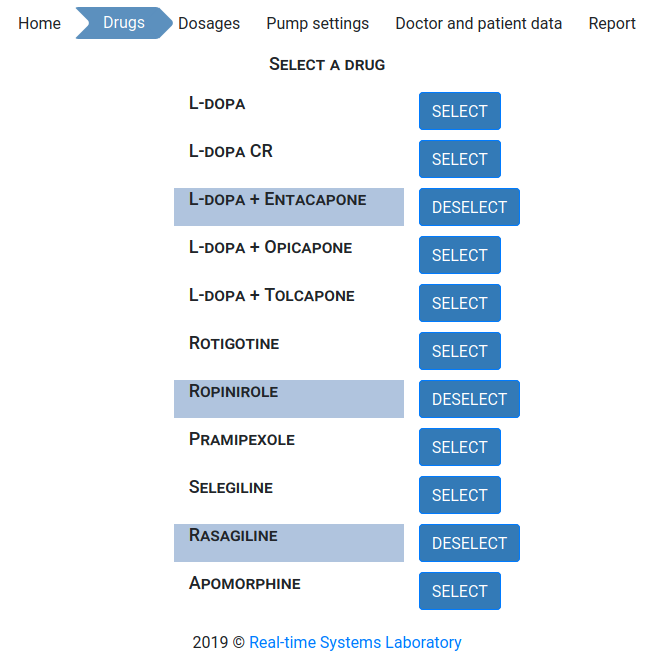 Home Drugs Dosages Pump settings Doctor and patient data Report
Select a drug
L-dopa SELECT
L-dopa CR SELECT
L-dopa + Entacapone DESELECT
L-dopa + Opicapone SELECT
L-dopa + Tolcapone SELECT
Rotigotine SELECT
Ropinirole DESELECT
Pramipexole SELECT
Selegiline SELECT
Rasagiline DESELECT
Apomorphine SELECT
2019 © Real-time Systems Laboratory